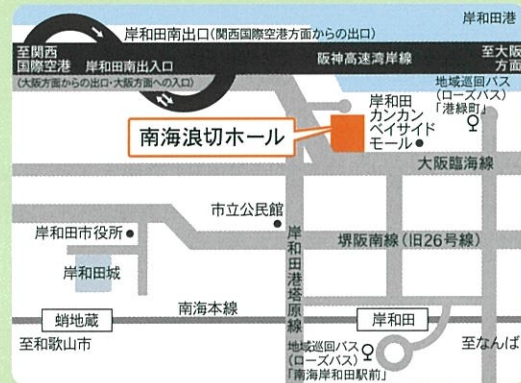 岸和田港
岸和田南出口(関西国際空港方面からの出口)
至関西
国際空港
岸和田南出入口
阪神高速湾岸線
至大阪
方面
(大阪方面からの出口・大阪方面への入口)
地域巡回バス
(ローズバス)
「港緑町」
岸和田
カンカン
ベイサイド
モール
南海浪切ホール
大阪臨海線
市立公民館
岸和田市役所
堺阪南線(旧26号線)
岸和田港塔原線
岸和田城
南海本線
蛸地蔵
岸和田
至和歌山市
至なんば
地域巡回バス
(ローズバス)
「南海岸和田駅前」